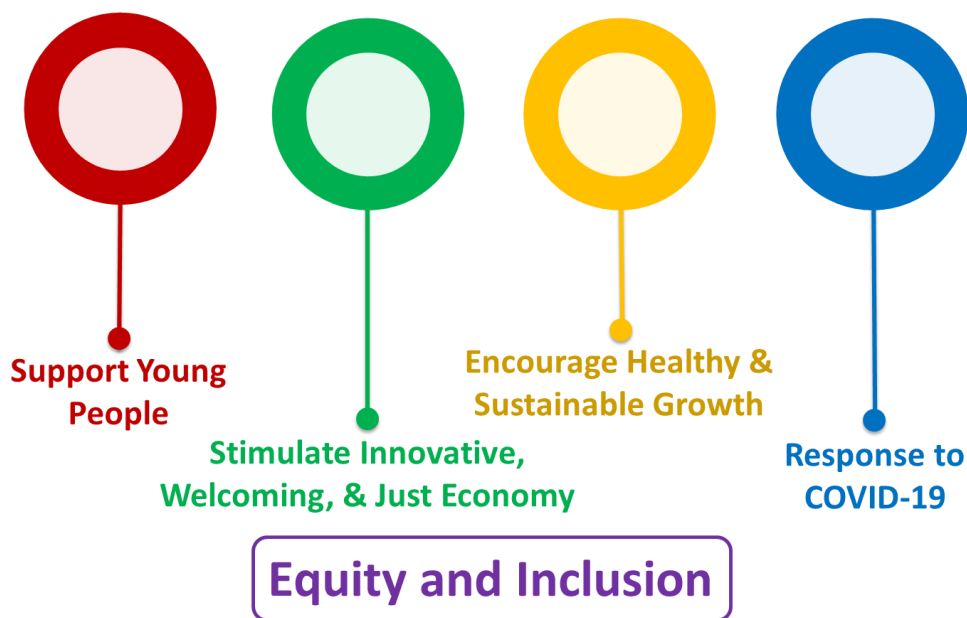 Support Young
People
Stimulate Innovative,
Welcoming, & Just Economy
Encourage Healthy &
Sustainable Growth
Response to
COVID-19
Equity and Inclusion